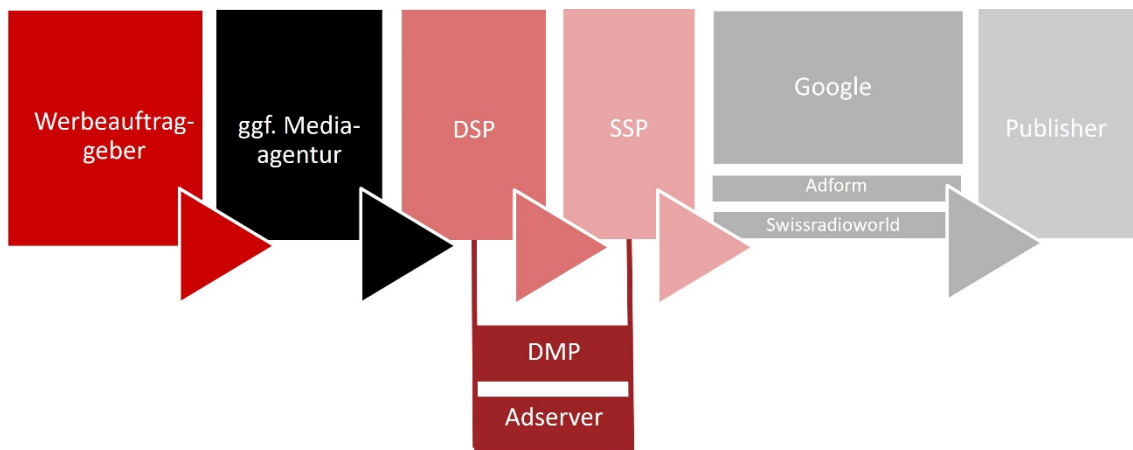 Werbeauftrag-
geber
ggf. Media-
agentur
DSP
SSP
Google
Adform
Swissradioworld
Publisher
DMP
Adserver